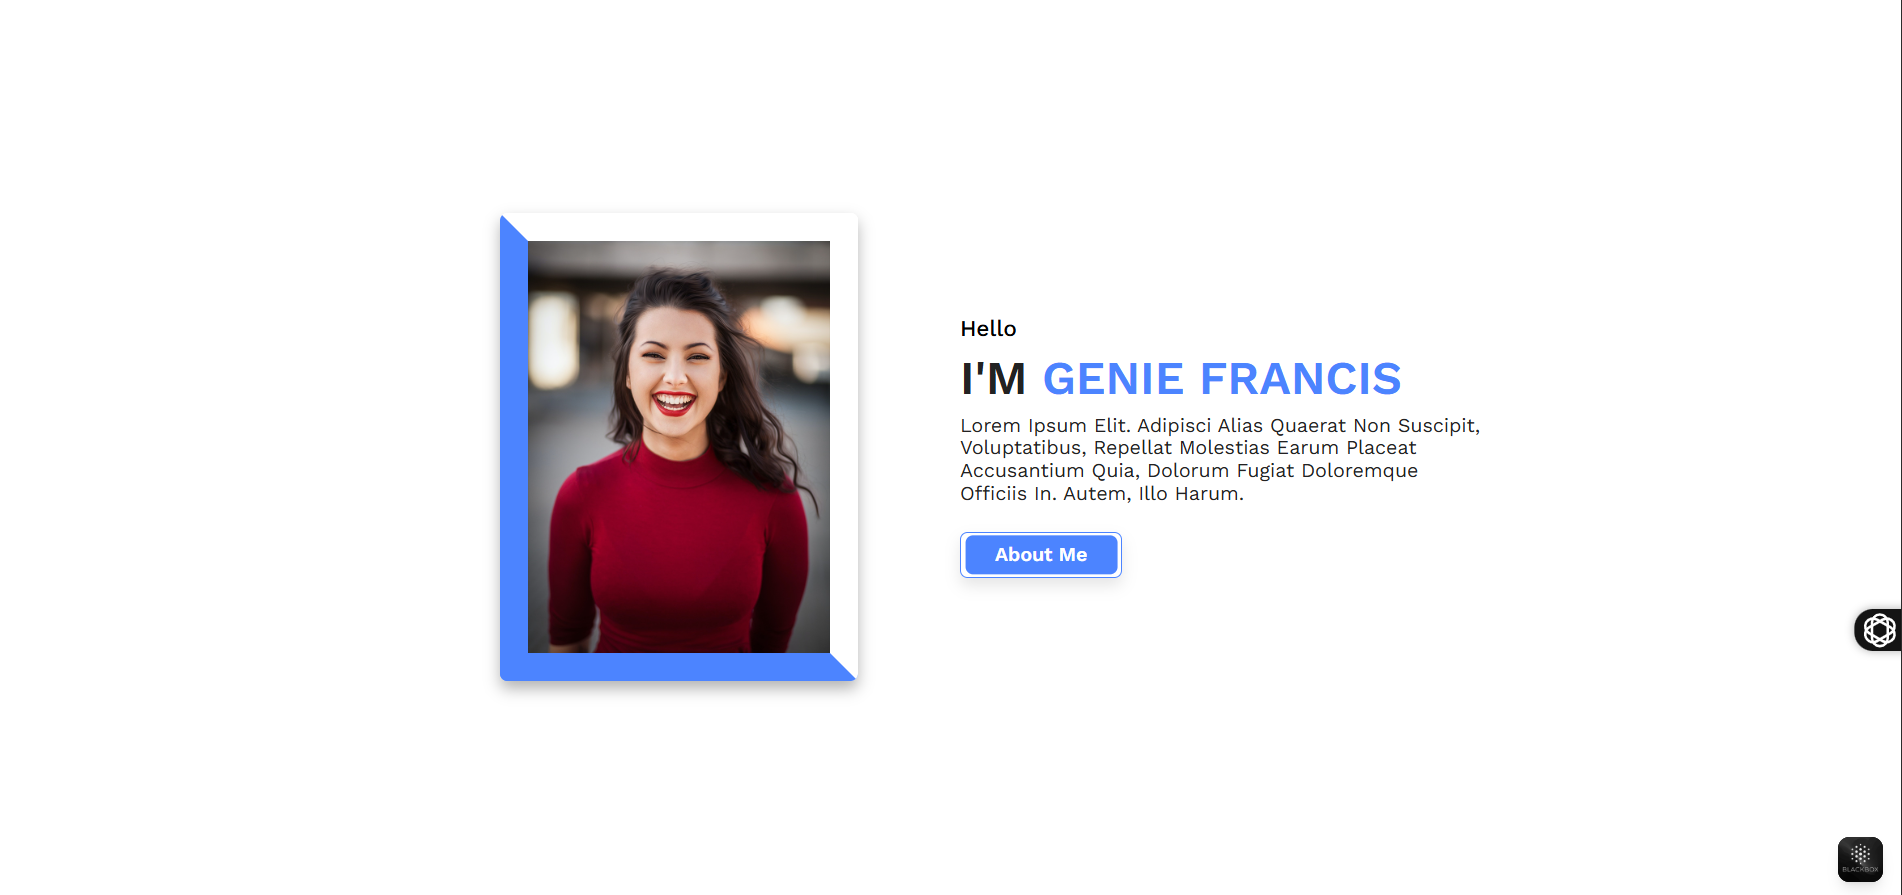 Hello
I'M GENIE FRANCIS
Lorem Ipsum Elit. Adipisci Alias Quaerat Non Suscipit,
Voluptatibus, Repellat Molestias Earum Placeat
Accusantium Quia, Dolorum Fugiat Doloremque
Officiis In. Autem, Illo Harum.
About Me
BLACKBOX